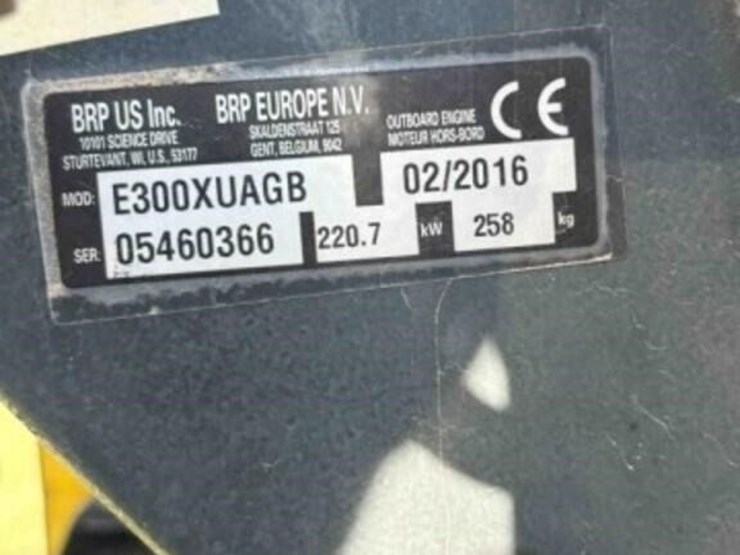 BRP US Inc.
10101 SCIENCE DRIVE
STURTEVANT, WI, U.S., 53177
BRP EUROPE N.V.
SKALDENSTRAAT 125
GENT, BELGIUM, 9042
OUTBOARD ENGINE
MOTEUR HORS-BORD
CE
MOD: E300XUAGB 02/2016
SER: 05460366 220.7 kW 258 kg